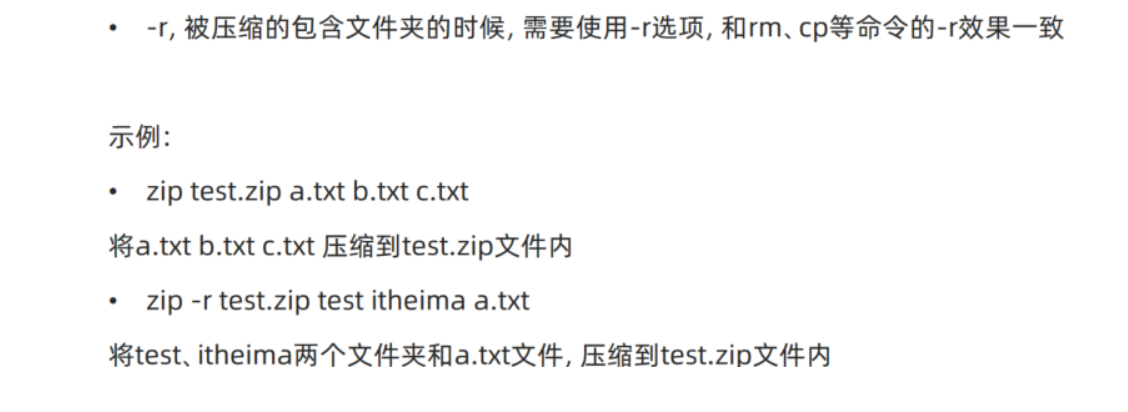 • -r, 被压缩的包含文件夹的时候, 需要使用-r选项, 和rm、cp等命令的-r效果一致
示例:
• zip test.zip a.txt b.txt c.txt
将a.txt b.txt c.txt 压缩到test.zip文件内
• zip -r test.zip test itheima a.txt
将test、itheima两个文件夹和a.txt文件, 压缩到test.zip文件内